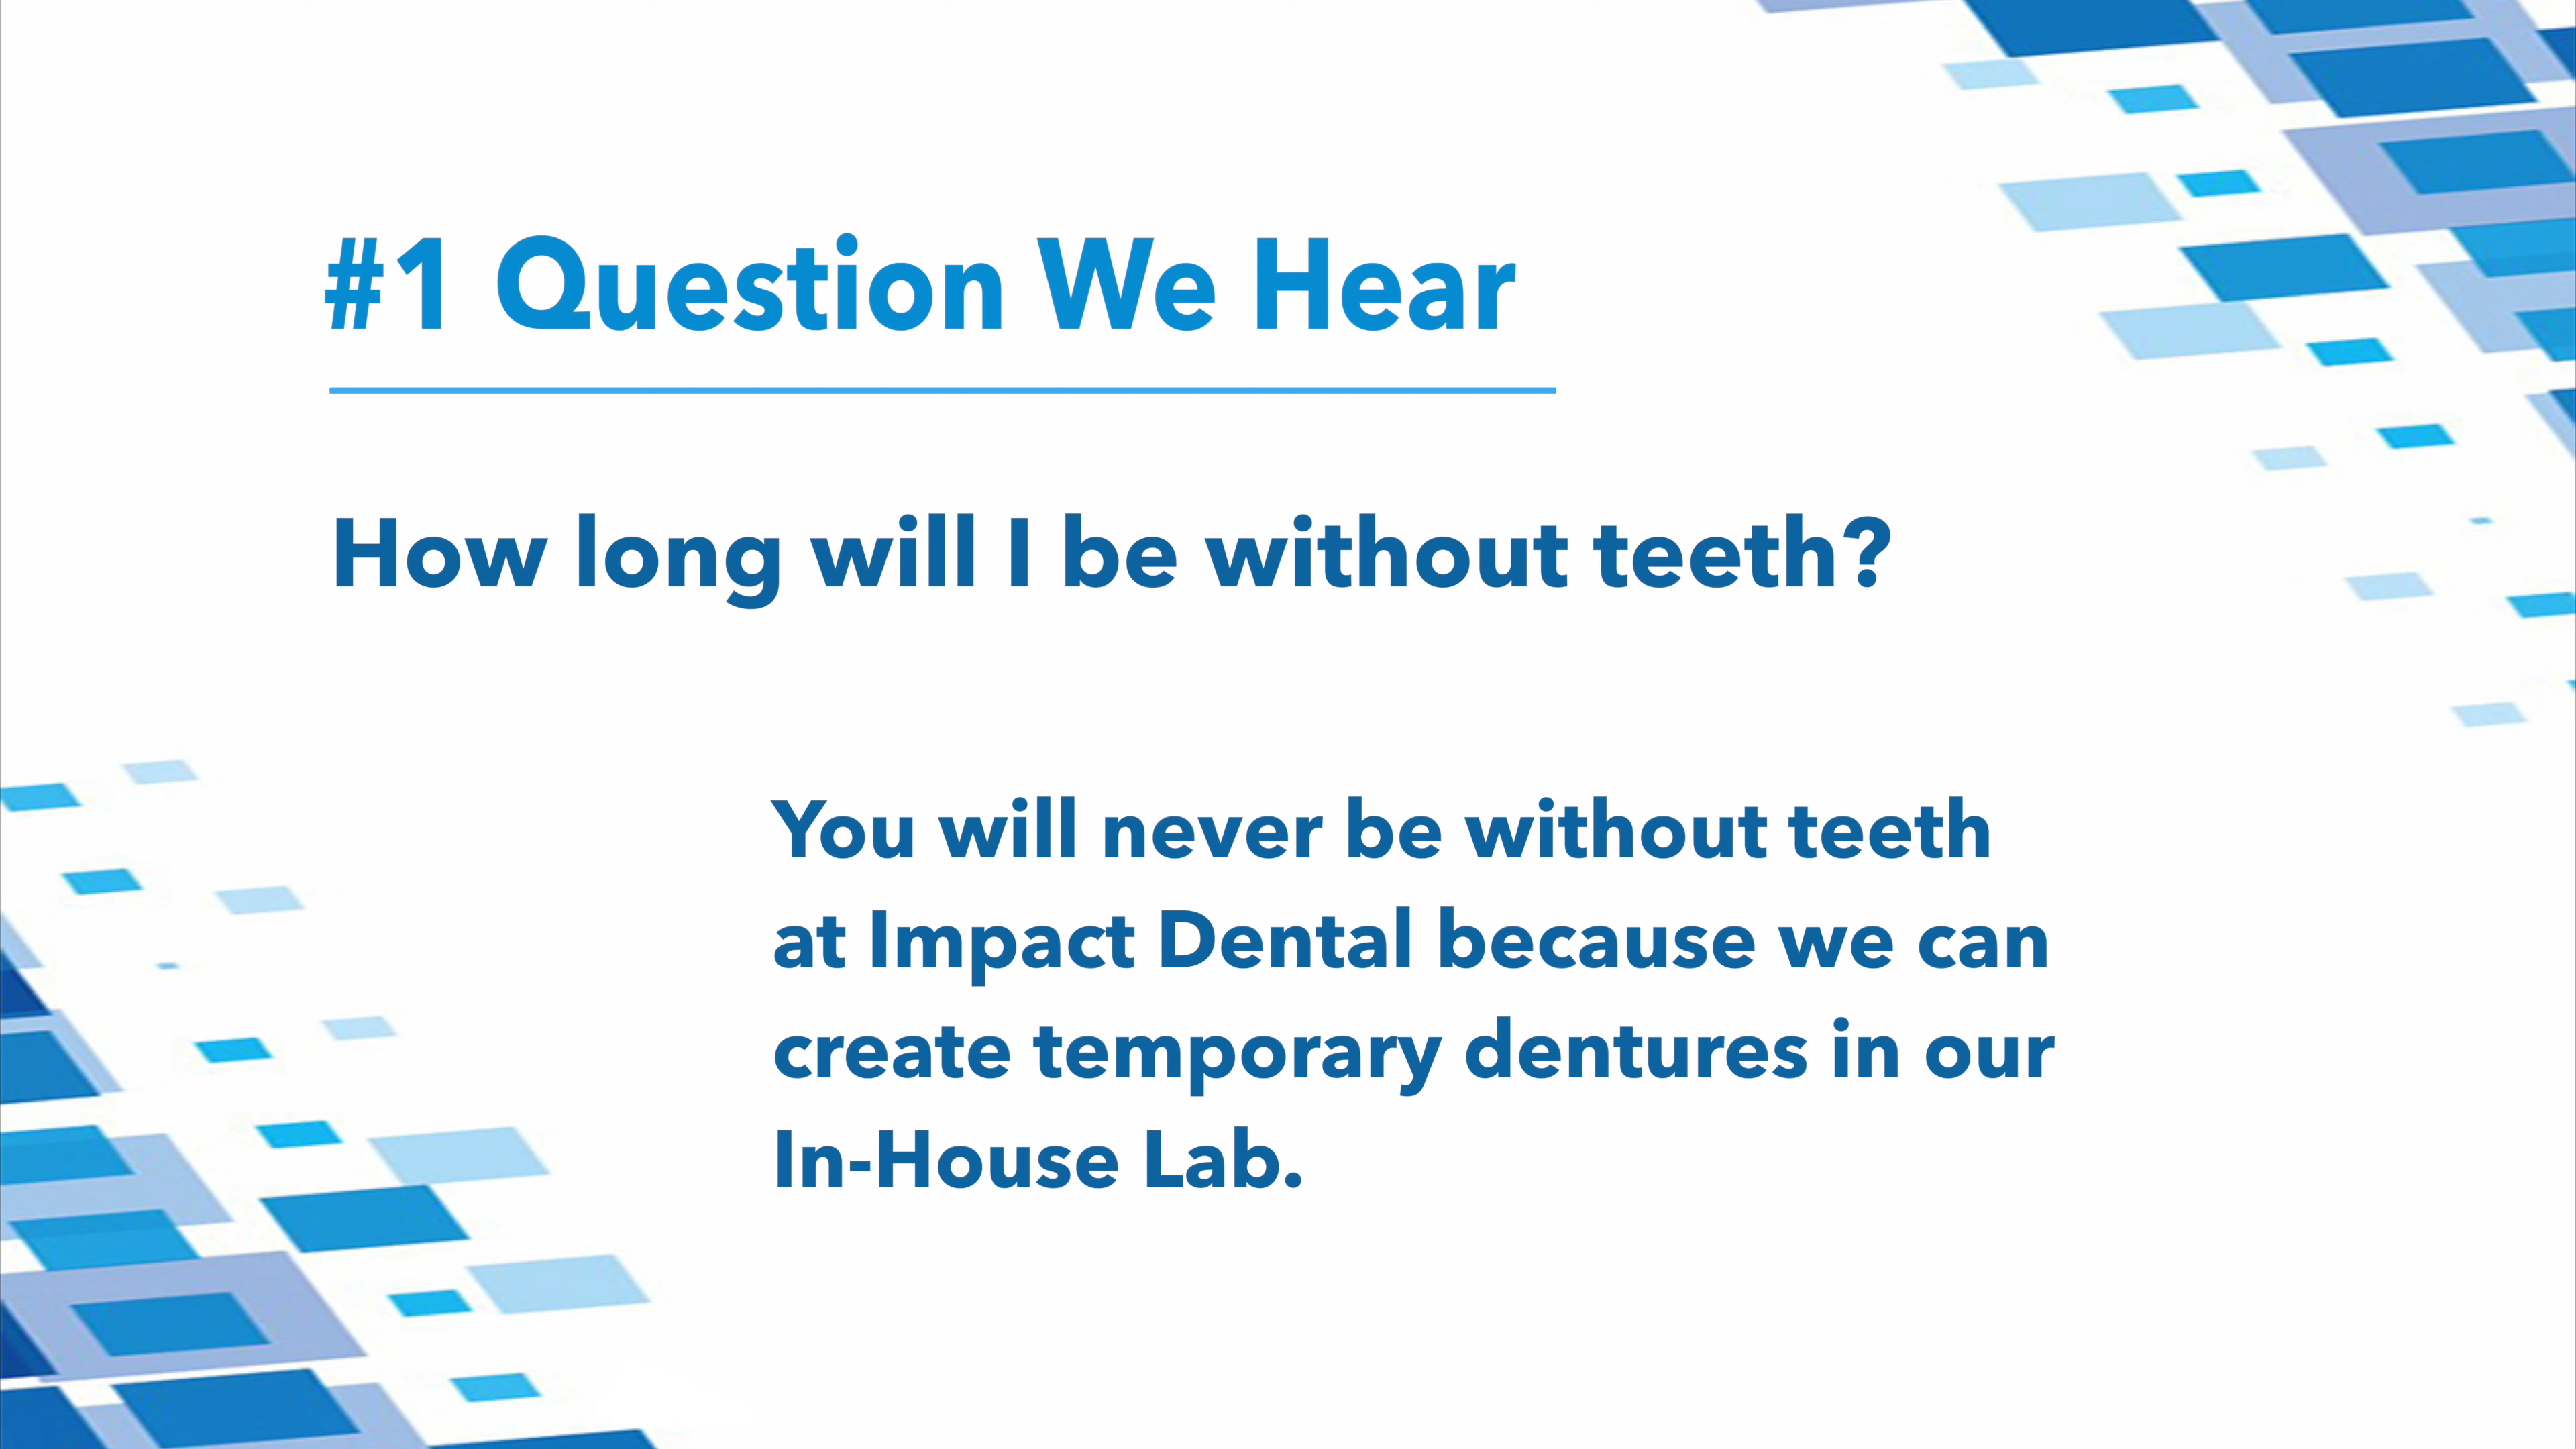 #1 Question We Hear
How long will I be without teeth?
You will never be without teeth
at Impact Dental because we can
create temporary dentures in our
In-House Lab.